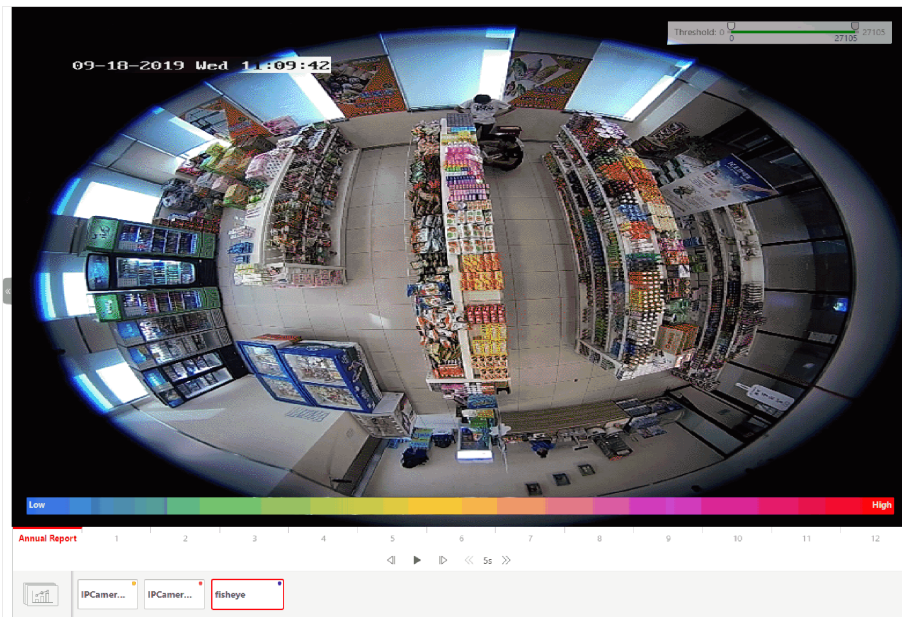 Threshold: 0 0 27105 27105
09-18-2019 Wed 11:09:42
Low High
Annual Report 1 2 3 4 5 6 7 8 9 10 11 12
5s
IPCamer... IPCamer... fisheye